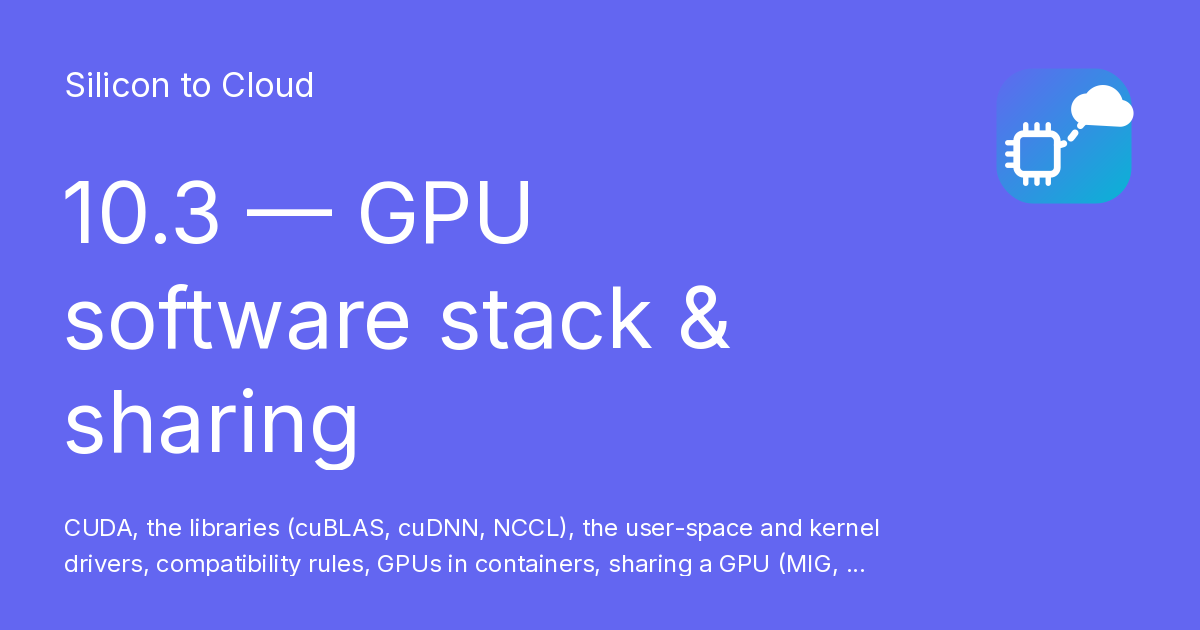 Silicon to Cloud
10.3 — GPU
software stack &
sharing
CUDA, the libraries (cuBLAS, cuDNN, NCCL), the user-space and kernel
drivers, compatibility rules, GPUs in containers, sharing a GPU (MIG, ...